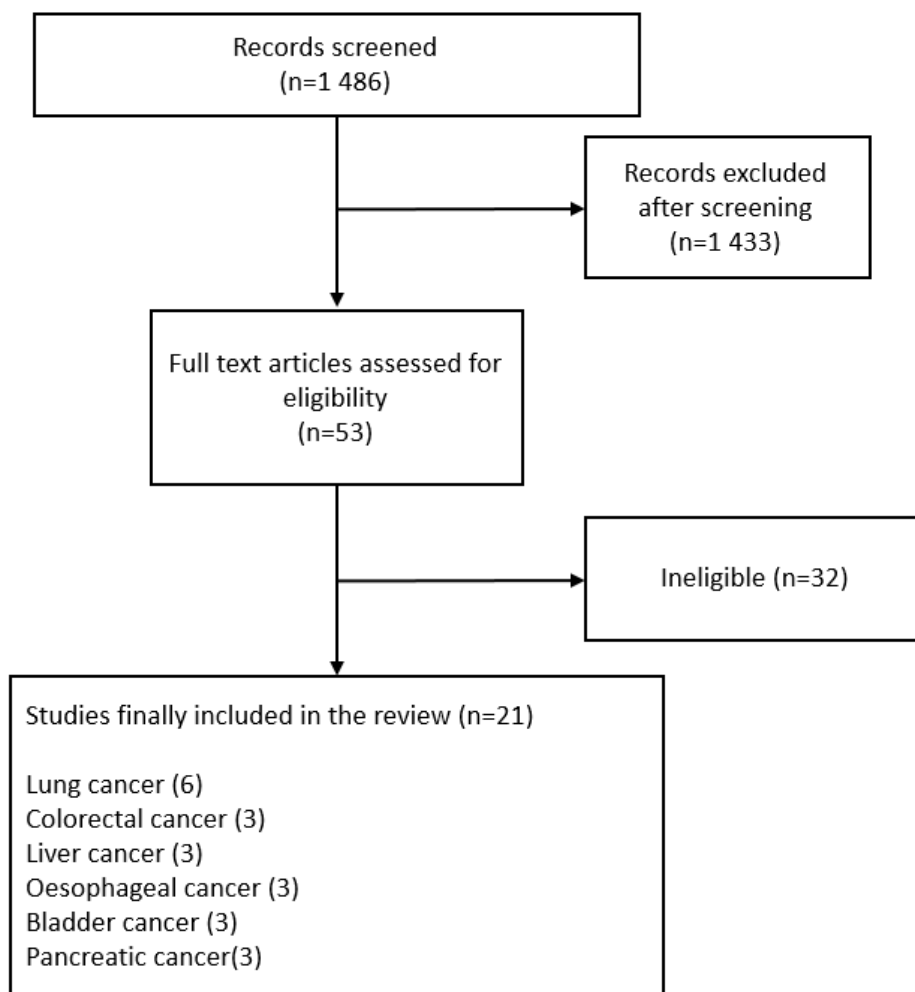 Records screened
(n=1 486)
Records excluded
after screening
(n=1 433)
Full text articles assessed for
eligibility
(n=53)
Ineligible (n=32)
Studies finally included in the review (n=21)
Lung cancer (6)
Colorectal cancer (3)
Liver cancer (3)
Oesophageal cancer (3)
Bladder cancer (3)
Pancreatic cancer(3)